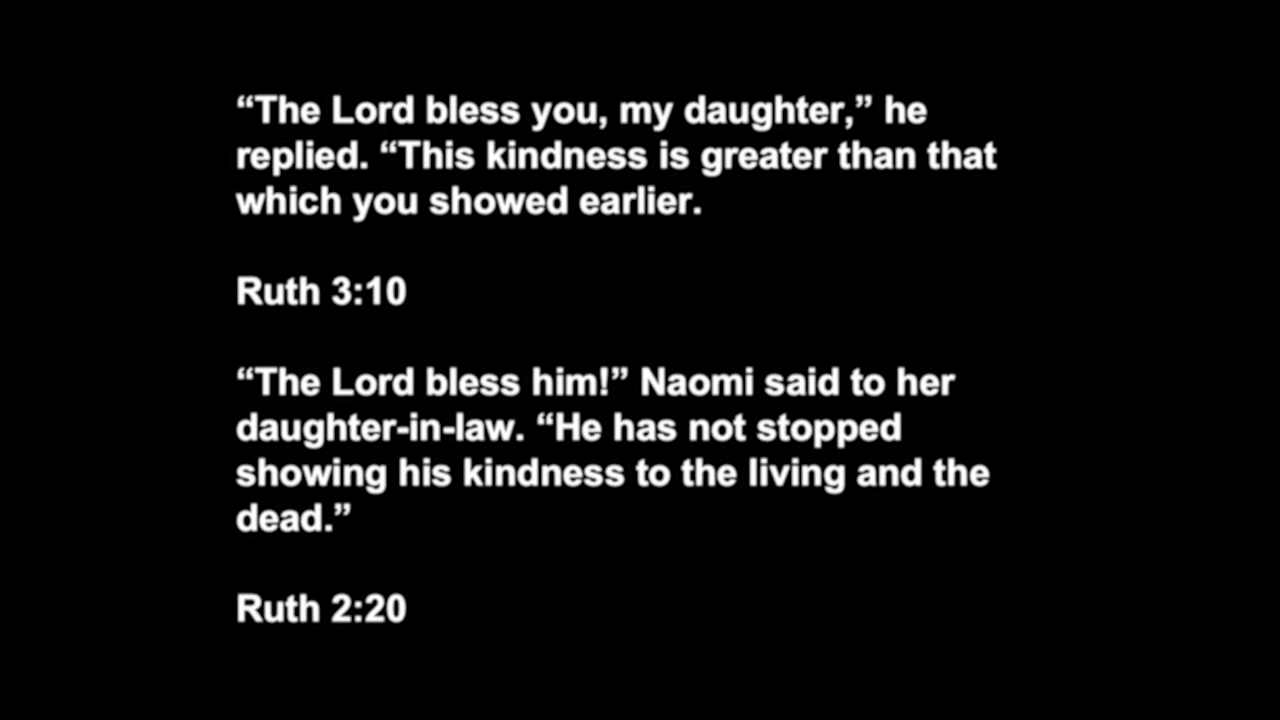 “The Lord bless you, my daughter,” he
replied. “This kindness is greater than that
which you showed earlier.
Ruth 3:10
“The Lord bless him!” Naomi said to her
daughter-in-law. “He has not stopped
showing his kindness to the living and the
dead.”
Ruth 2:20